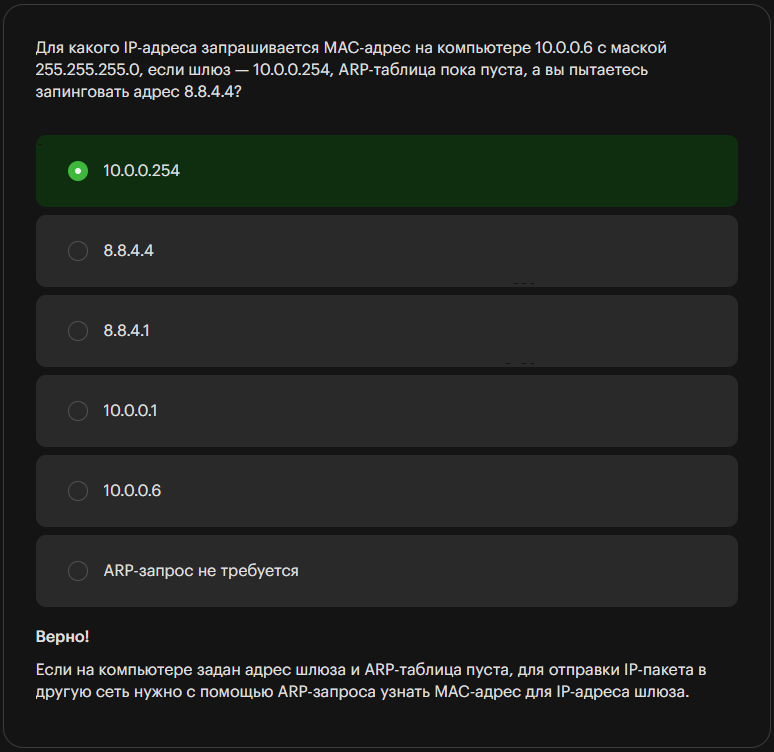 Для какого IP-адреса запрашивается MAC-адрес на компьютере 10.0.0.6 с маской
255.255.255.0, если шлюз — 10.0.0.254, ARP-таблица пока пуста, а вы пытаетесь
запинговать адрес 8.8.4.4?
10.0.0.254
8.8.4.4
8.8.4.1
10.0.0.1
10.0.0.6
ARP-запрос не требуется
Верно!
Если на компьютере задан адрес шлюза и ARP-таблица пуста, для отправки IP-пакета в
другую сеть нужно с помощью ARP-запроса узнать MAC-адрес для IP-адреса шлюза.